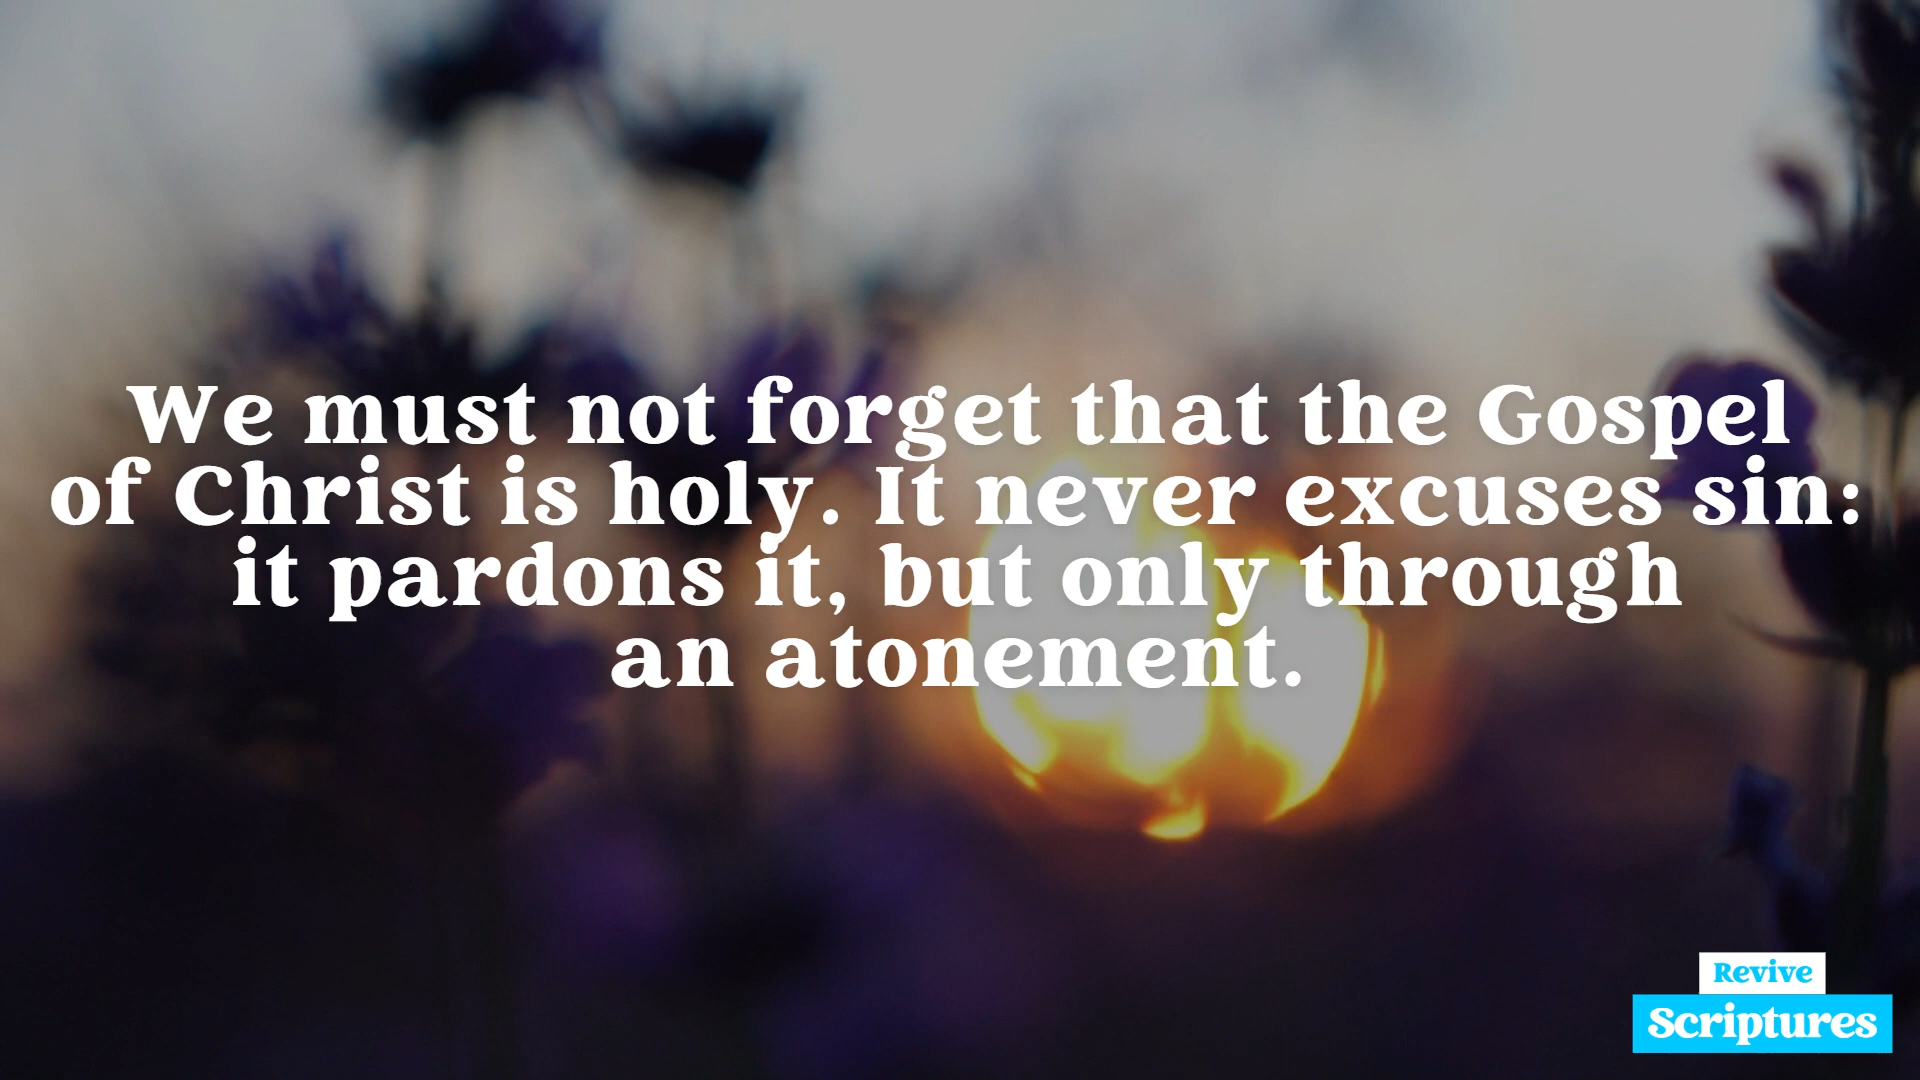 We must not forget that the Gospel
of Christ is holy. It never excuses sin:
it pardons it, but only through
an atonement.
Revive
Scriptures